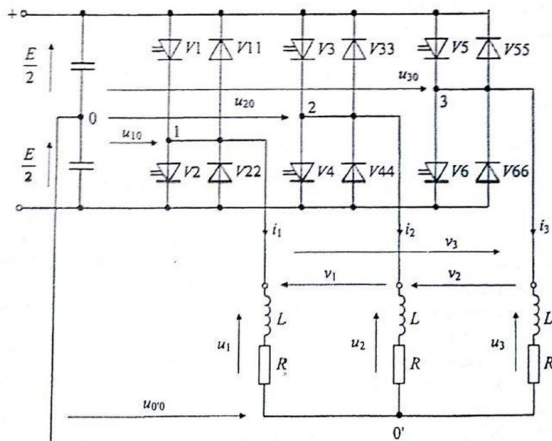 +
V1 V11 V3 V33 V5 V55
E
2
u30
3
u20
2
0
u10
1
E
2
V2 V22 V4 V44 V6 V66
i1 i2 i3
v3
v1 v2
L L L
u1 u2 u3
R R R
u0'0
0'